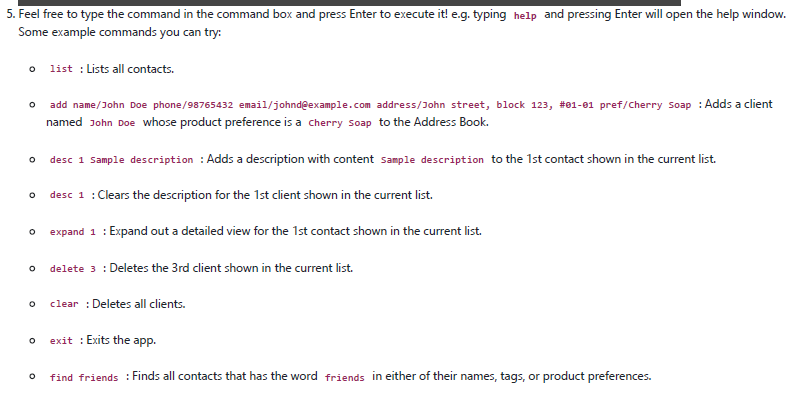 5. Feel free to type the command in the command box and press Enter to execute it! e.g. typing help and pressing Enter will open the help window.
Some example commands you can try:
list : Lists all contacts.
add name/John Doe phone/98765432 email/johnd@example.com address/John street, block 123, #01-01 pref/Cherry Soap : Adds a client
named John Doe whose product preference is a Cherry Soap to the Address Book.
desc 1 Sample description : Adds a description with content Sample description to the 1st contact shown in the current list.
desc 1 : Clears the description for the 1st client shown in the current list.
expand 1 : Expand out a detailed view for the 1st contact shown in the current list.
delete 3 : Deletes the 3rd client shown in the current list.
clear : Deletes all clients.
exit : Exits the app.
find friends : Finds all contacts that has the word friends in either of their names, tags, or product preferences.